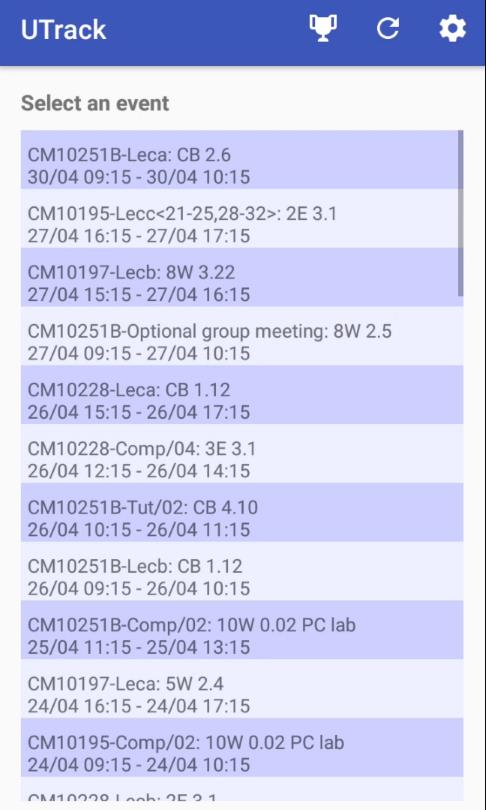 UTrack
Select an event
CM10251B-Leca: CB 2.6
30/04 09:15 - 30/04 10:15
CM10195-Lecc<21-25,28-32>: 2E 3.1
27/04 16:15 - 27/04 17:15
CM10197-Lecb: 8W 3.22
27/04 15:15 - 27/04 16:15
CM10251B-Optional group meeting: 8W 2.5
27/04 09:15 - 27/04 10:15
CM10228-Leca: CB 1.12
26/04 15:15 - 26/04 17:15
CM10228-Comp/04: 3E 3.1
26/04 12:15 - 26/04 14:15
CM10251B-Tut/02: CB 4.10
26/04 10:15 - 26/04 11:15
CM10251B-Lecb: CB 1.12
26/04 09:15 - 26/04 10:15
CM10251B-Comp/02: 10W 0.02 PC lab
25/04 11:15 - 25/04 13:15
CM10197-Leca: 5W 2.4
24/04 16:15 - 24/04 17:15
CM10195-Comp/02: 10W 0.02 PC lab
24/04 09:15 - 24/04 10:15
CM10228-Lecb: 2E 3.1